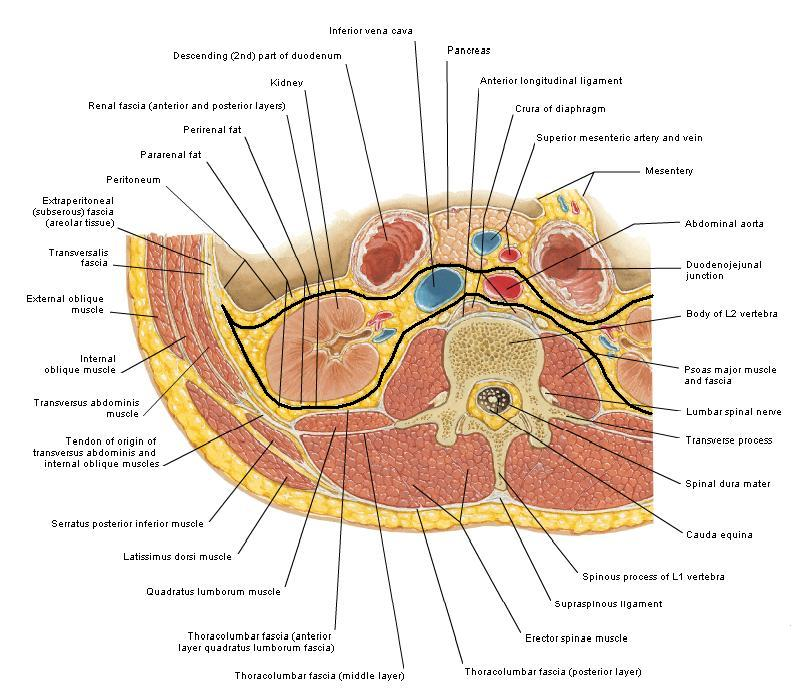 Inferior vena cava
Pancreas
Descending (2nd) part of duodenum
Anterior longitudinal ligament
Kidney
Crura of diaphragm
Renal fascia (anterior and posterior layers)
Perirenal fat
Superior mesenteric artery and vein
Pararenal fat
Mesentery
Peritoneum
Extraperitoneal
(subserous) fascia
(areolar tissue)
Abdominal aorta
Transversalis
fascia
Duodenojejunal
junction
External oblique
muscle
Body of L2 vertebra
Internal
oblique muscle
Psoas major muscle
and fascia
Transversus abdominis
muscle
Lumbar spinal nerve
Tendon of origin of
transversus abdominis and
internal oblique muscles
Transverse process
Spinal dura mater
Serratus posterior inferior muscle
Cauda equina
Latissimus dorsi muscle
Spinous process of L1 vertebra
Quadratus lumborum muscle
Supraspinous ligament
Thoracolumbar fascia (anterior
layer quadratus lumborum fascia)
Erector spinae muscle
Thoracolumbar fascia (middle layer)
Thoracolumbar fascia (posterior layer)